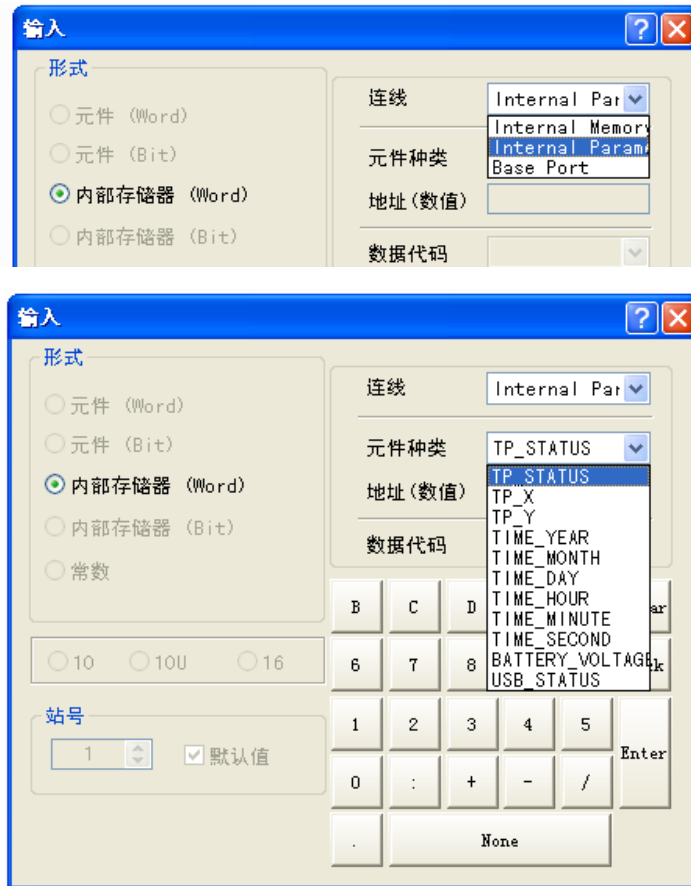 输入
形式
元件 (Word)
元件 (Bit)
内部存储器 (Word)
内部存储器 (Bit)
连线 Internal Par
Internal Memory
Internal Param
Base Port
元件种类
地址(数值)
数据代码
输入
形式
元件 (Word)
元件 (Bit)
内部存储器 (Word)
内部存储器 (Bit)
常数
10 10U 16
站号
1 默认值
连线 Internal Par
元件种类 TP_STATUS
地址(数值)
数据代码
TP_STATUS
TP_X
TP_Y
TIME_YEAR
TIME_MONTH
TIME_DAY
TIME_HOUR
TIME_MINUTE
TIME_SECOND
BATTERY_VOLTAGE
USB_STATUS
B C D ar
6 7 8 k
1 2 3 4 5 Enter
0 : + - /
. None